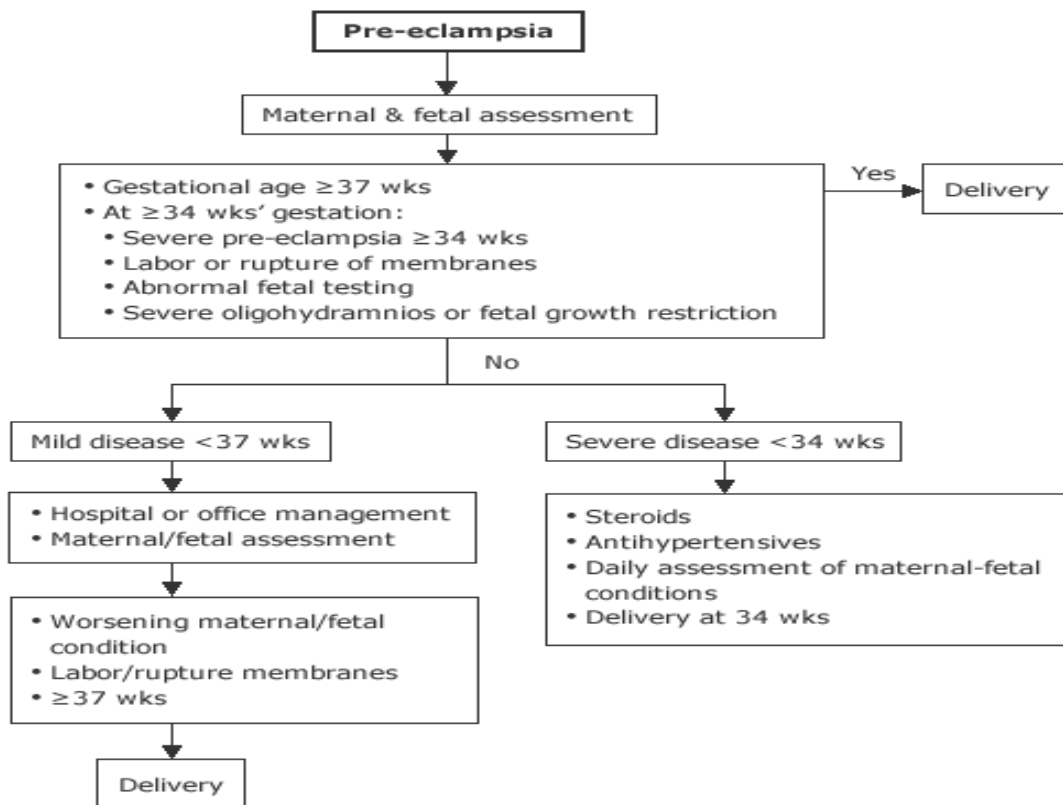 Pre-eclampsia
Maternal & fetal assessment
• Gestational age ≥37 wks
• At ≥34 wks' gestation:
• Severe pre-eclampsia ≥34 wks
• Labor or rupture of membranes
• Abnormal fetal testing
• Severe oligohydramnios or fetal growth restriction
Yes
Delivery
No
Mild disease <37 wks
• Hospital or office management
• Maternal/fetal assessment
• Worsening maternal/fetal
condition
• Labor/rupture membranes
• ≥37 wks
Delivery
Severe disease <34 wks
• Steroids
• Antihypertensives
• Daily assessment of maternal-fetal
conditions
• Delivery at 34 wks